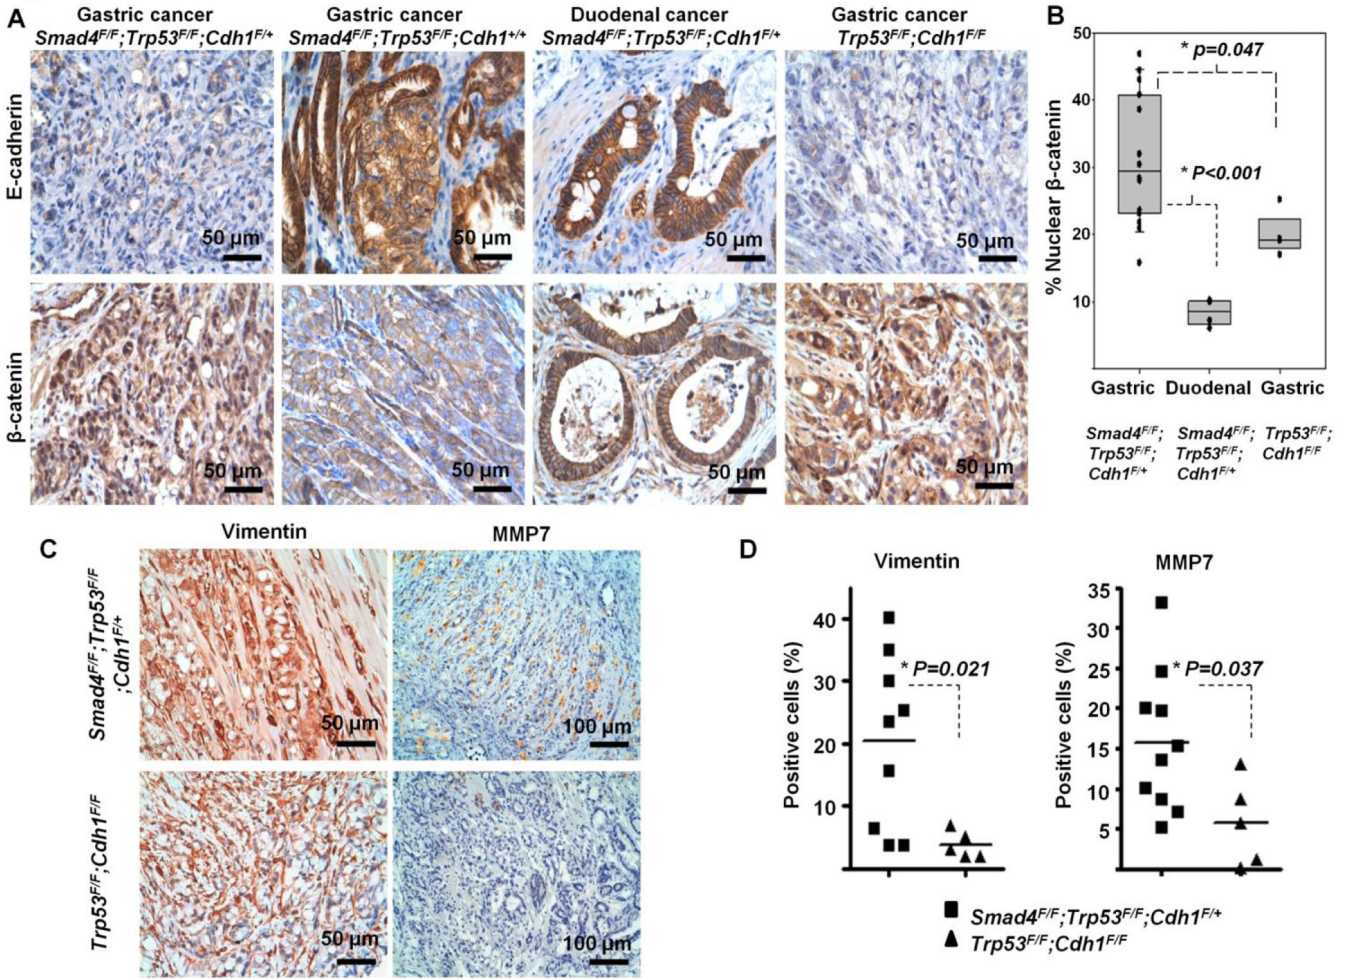 A
Gastric cancer
Smad4F/F;Trp53F/F;Cdh1F/+
Gastric cancer
Smad4F/F;Trp53F/F;Cdh1+/+
Duodenal cancer
Smad4F/F;Trp53F/F;Cdh1F/+
Gastric cancer
Trp53F/F;Cdh1F/F
E-cadherin
50 µm
50 µm
50 µm
50 µm
β-catenin
50 µm
50 µm
50 µm
50 µm
B
% Nuclear β-catenin
50
40
30
20
10
* p=0.047
* P<0.001
Gastric
Duodenal
Gastric
Smad4F/F;
Trp53F/F;
Cdh1F/+
Smad4F/F;
Trp53F/F;
Cdh1F/+
Trp53F/F;
Cdh1F/F
C
Vimentin
MMP7
Smad4F/F;Trp53F/F
;Cdh1F/+
50 µm
100 µm
Trp53F/F;Cdh1F/F
50 µm
100 µm
D
Vimentin
Positive cells (%)
40
30
20
10
* P=0.021
MMP7
Positive cells (%)
35
30
25
20
15
10
5
* P=0.037
Smad4F/F;Trp53F/F;Cdh1F/+
Trp53F/F;Cdh1F/F